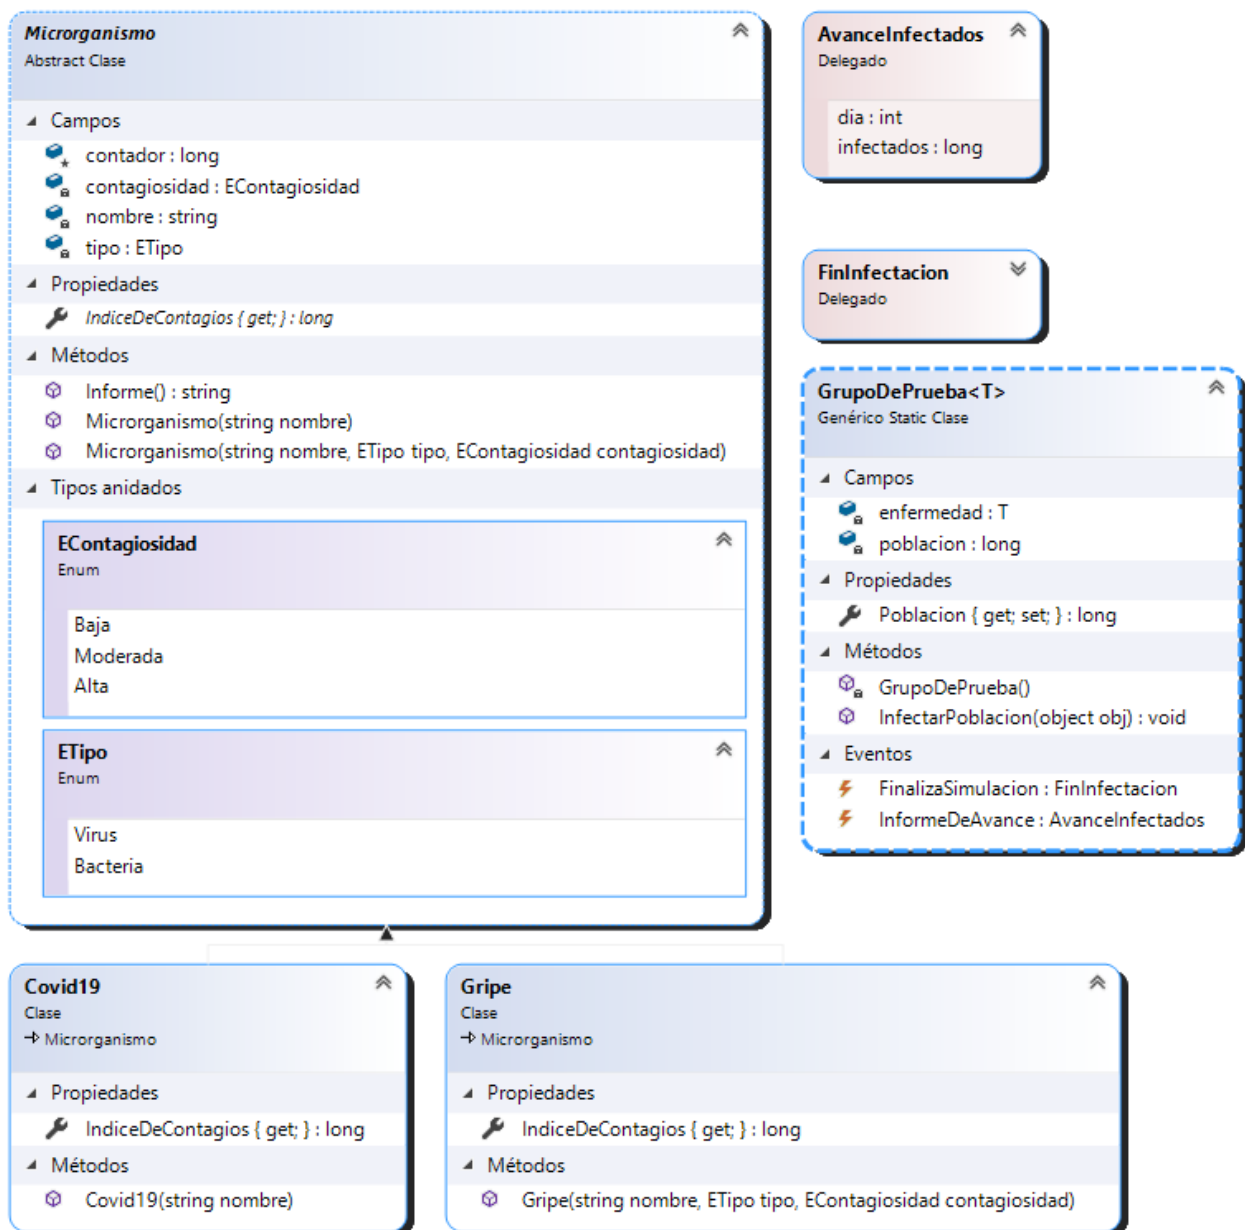 Microrganismo
Abstract Clase
Campos
contador : long
contagiosidad : EContagiosidad
nombre : string
tipo : ETipo
Propiedades
IndiceDeContagios { get; } : long
Métodos
Informe() : string
Microrganismo(string nombre)
Microrganismo(string nombre, ETipo tipo, EContagiosidad contagiosidad)
Tipos anidados
EContagiosidad
Enum
Baja
Moderada
Alta
ETipo
Enum
Virus
Bacteria
AvanceInfectados
Delegado
dia : int
infectados : long
FinInfectacion
Delegado
GrupoDePrueba<T>
Genérico Static Clase
Campos
enfermedad : T
poblacion : long
Propiedades
Poblacion { get; set; } : long
Métodos
GrupoDePrueba()
InfectarPoblacion(object obj) : void
Eventos
FinalizaSimulacion : FinInfectacion
InformeDeAvance : AvanceInfectados
Covid19
Clase
Microrganismo
Propiedades
IndiceDeContagios { get; } : long
Métodos
Covid19(string nombre)
Gripe
Clase
Microrganismo
Propiedades
IndiceDeContagios { get; } : long
Métodos
Gripe(string nombre, ETipo tipo, EContagiosidad contagiosidad)